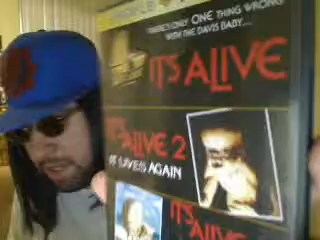 THERE'S ONLY ONE THING WRONG
WITH THE DAVIS BABY...
IT'S ALIVE
IT'S ALIVE 2
IT LIVES AGAIN
IT'S
ALIVE